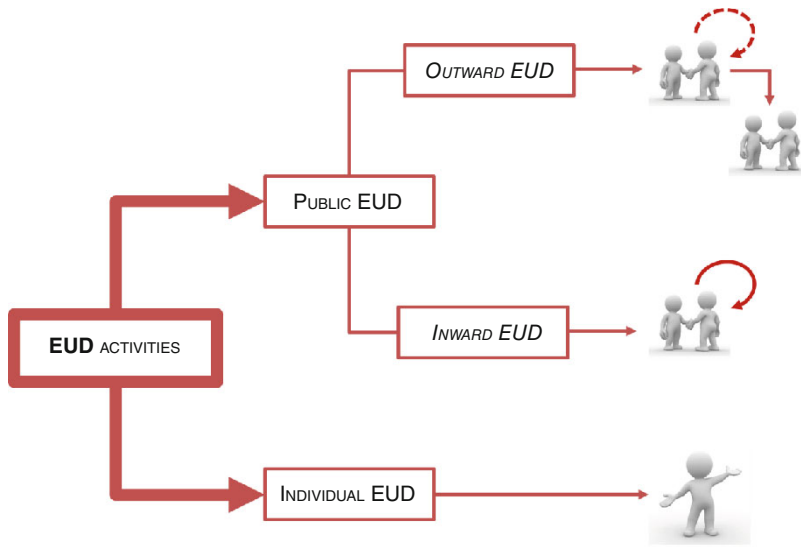 OUTWARD EUD
PUBLIC EUD
INWARD EUD
EUD ACTIVITIES
INDIVIDUAL EUD